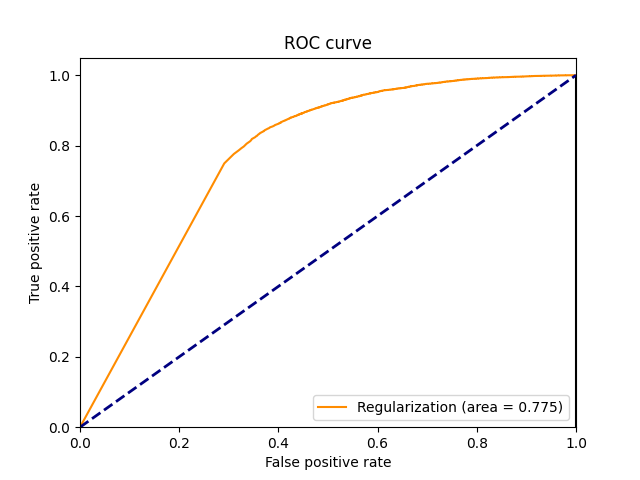 ROC curve
True positive rate
1.0
0.8
0.6
0.4
0.2
0.0
Regularization (area = 0.775)
0.0 0.2 0.4 0.6 0.8 1.0
False positive rate